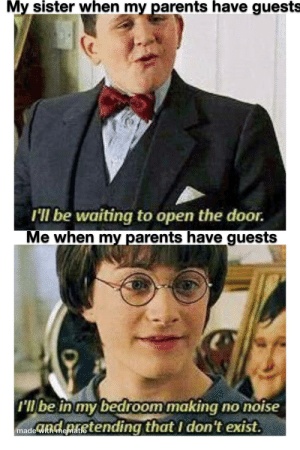 My sister when my parents have guests
I'll be waiting to open the door.
Me when my parents have guests
I'll be in my bedroom making no noise
and pretending that I don't exist.
made with mematic